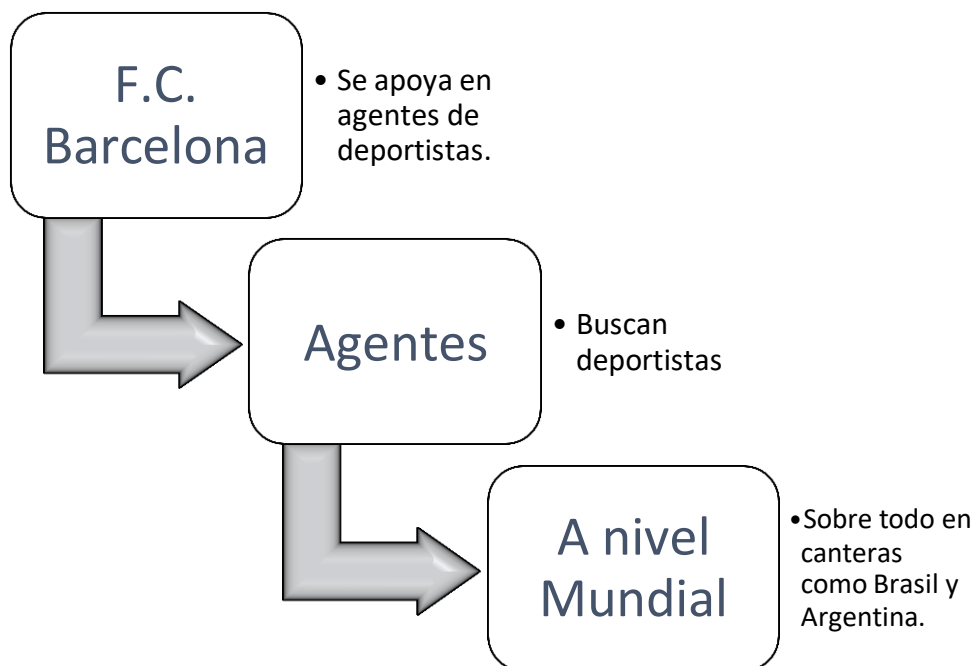 F.C.
Barcelona
• Se apoya en
agentes de
deportistas.
Agentes
• Buscan
deportistas
A nivel
Mundial
•Sobre todo en
canteras
como Brasil y
Argentina.